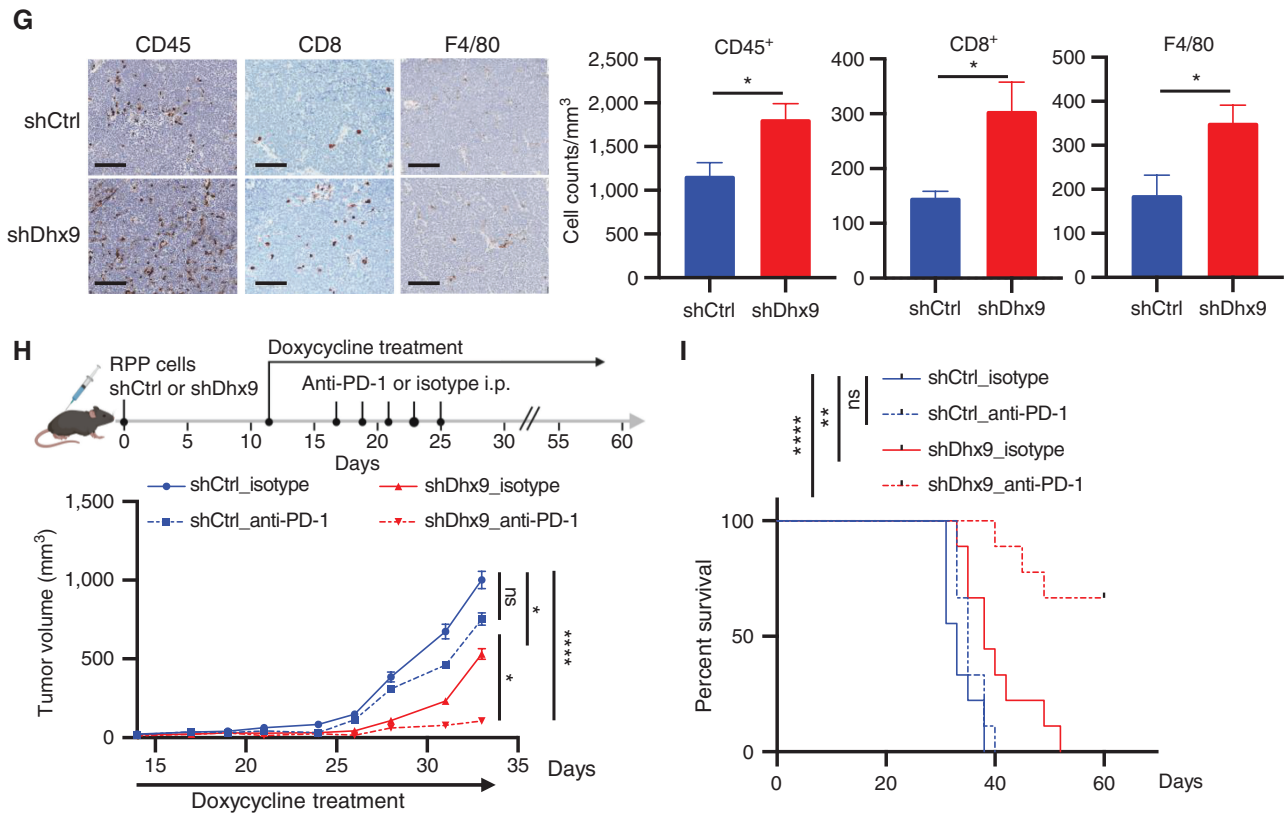 G
CD45 CD8 F4/80
shCtrl
shDhx9
CD45+
Cell counts/mm3
2,500
2,000
1,500
1,000
500
0
*
shCtrl shDhx9
CD8+
400
300
200
100
0
*
shCtrl shDhx9
F4/80
500
400
300
200
100
0
*
shCtrl shDhx9
H
RPP cells
shCtrl or shDhx9
Doxycycline treatment
Anti-PD-1 or isotype i.p.
0 5 10 15 20 25 30 55 60
Days
shCtrl_isotype shDhx9_isotype
shCtrl_anti-PD-1 shDhx9_anti-PD-1
Tumor volume (mm3)
1,500
1,000
500
0
ns
*
****
*
15 20 25 30 35 Days
Doxycycline treatment
I
****
**
ns
shCtrl_isotype
shCtrl_anti-PD-1
shDhx9_isotype
shDhx9_anti-PD-1
Percent survival
100
50
0
0 20 40 60 Days